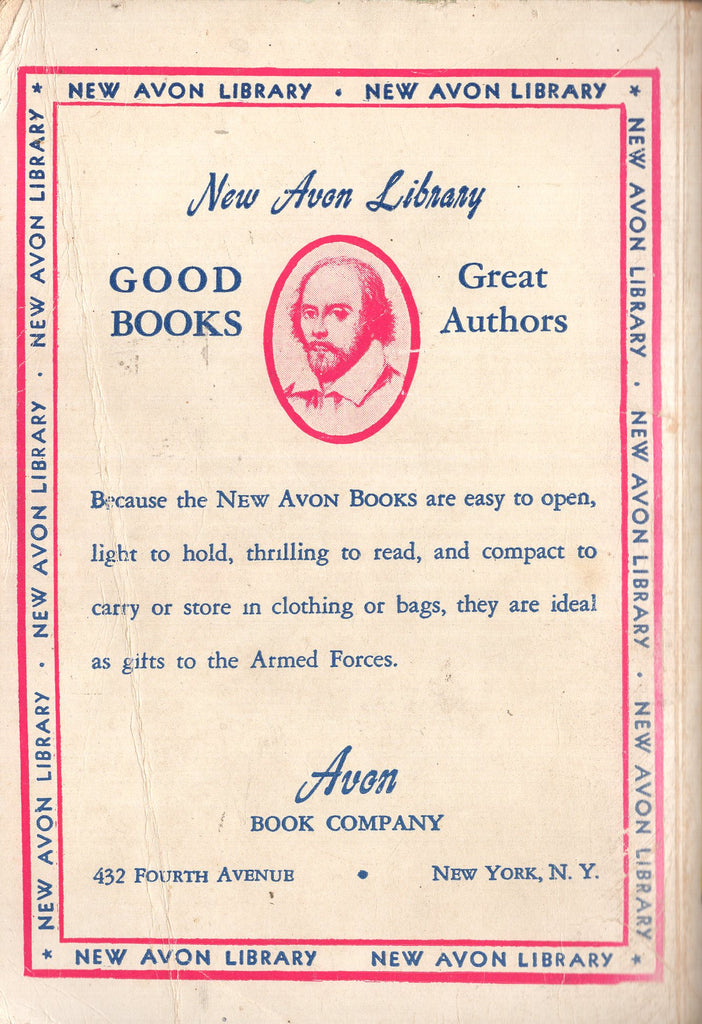 * NEW AVON LIBRARY • NEW AVON LIBRARY *
NEW AVON LIBRARY • NEW AVON LIBRARY • NEW AVON LIBRARY
NEW AVON LIBRARY • NEW AVON LIBRARY • NEW AVON LIBRARY
New Avon Library
GOOD
BOOKS
Great
Authors
Because the NEW AVON BOOKS are easy to open,
light to hold, thrilling to read, and compact to
carry or store in clothing or bags, they are ideal
as gifts to the Armed Forces.
Avon
BOOK COMPANY
432 FOURTH AVENUE • NEW YORK, N. Y.
* NEW AVON LIBRARY NEW AVON LIBRARY *